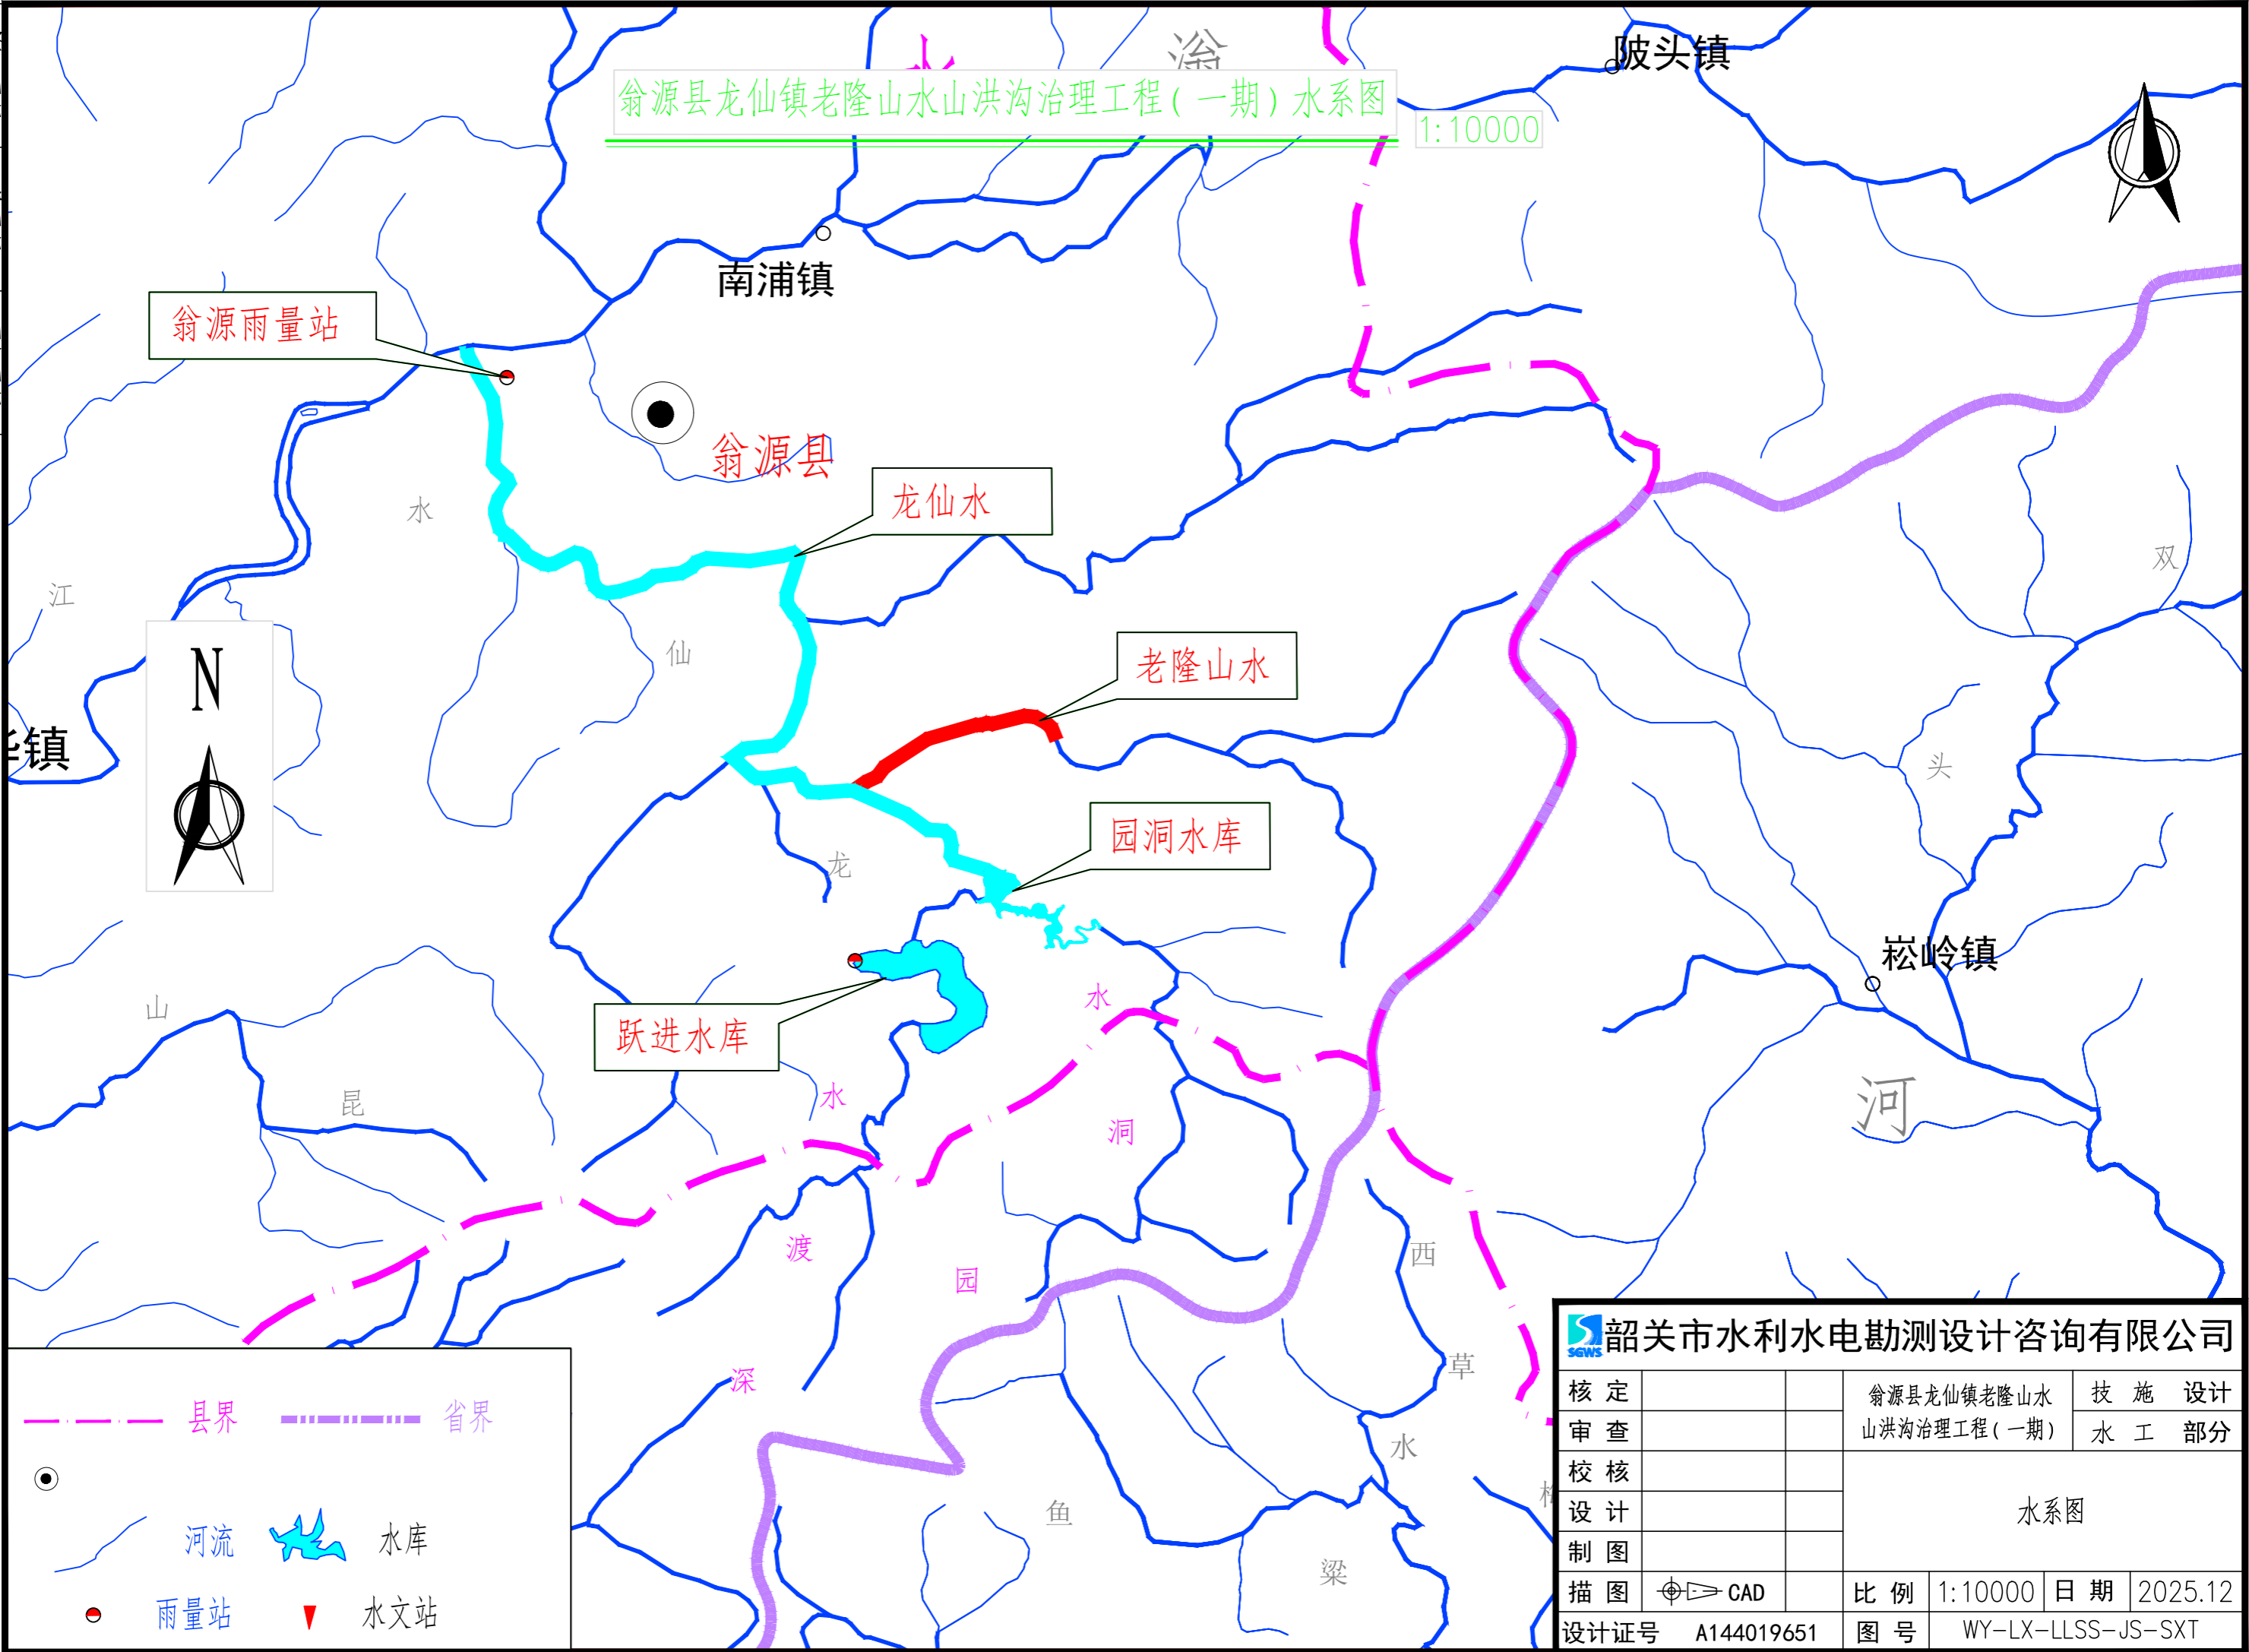 陂头镇
滃
水
翁源县龙仙镇老隆山水山洪沟治理工程(一期)水系图
1:10000
南浦镇
翁源雨量站
翁源县
龙仙水
水
江
双
仙
老隆山水
N
镇
头
园洞水库
龙
崧岭镇
山
水
跃进水库
昆
水
河
洞
渡
西
园
深
草
水
鱼
粱
县界
省界
河流
水库
雨量站
水文站
SGWS
韶关市水利水电勘测设计咨询有限公司
核 定
翁源县龙仙镇老隆山水
山洪沟治理工程(一期)
技 施 设计
审 查
水 工 部分
校 核
设 计
水系图
制 图
描 图 CAD 比 例 1:10000 日 期 2025.12
设计证号 A144019651 图 号 WY-LX-LLSS-JS-SXT